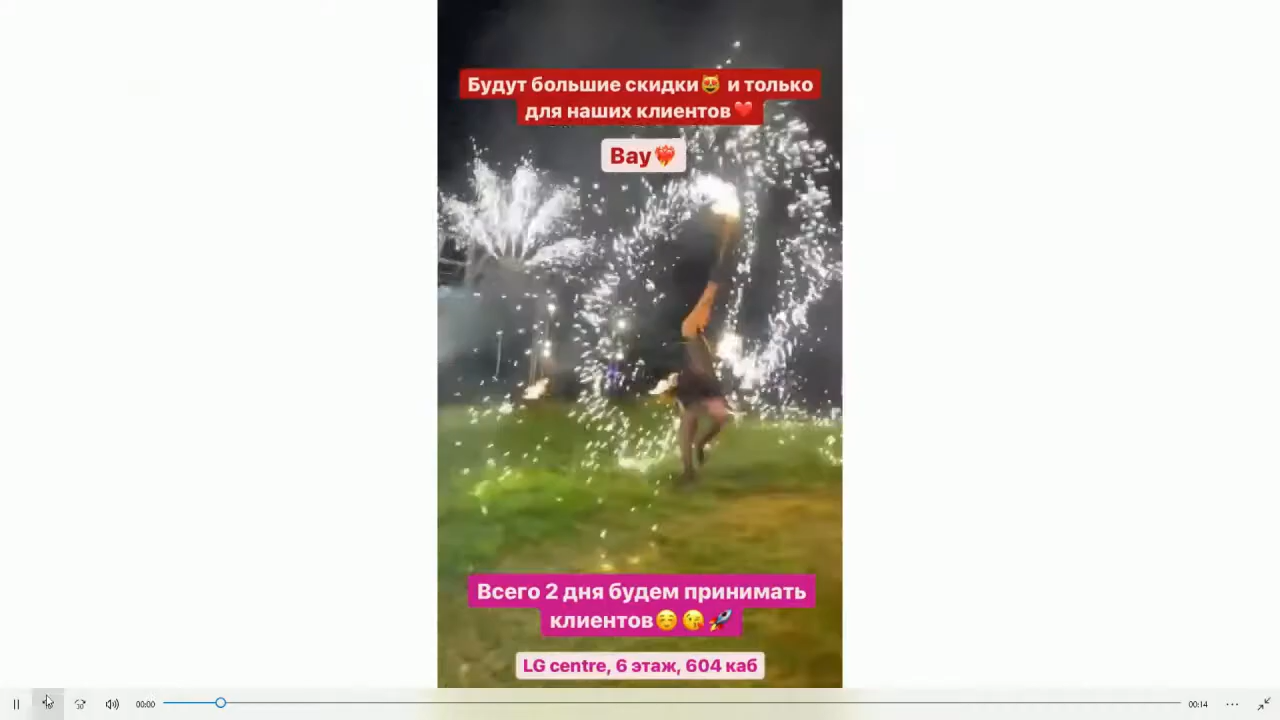 Будут большие скидки😻 и только
для наших клиентов❤️
Вау❤️‍🔥
Всего 2 дня будем принимать
клиентов☺️😘🚀
LG centre, 6 этаж, 604 каб
00:00
00:14